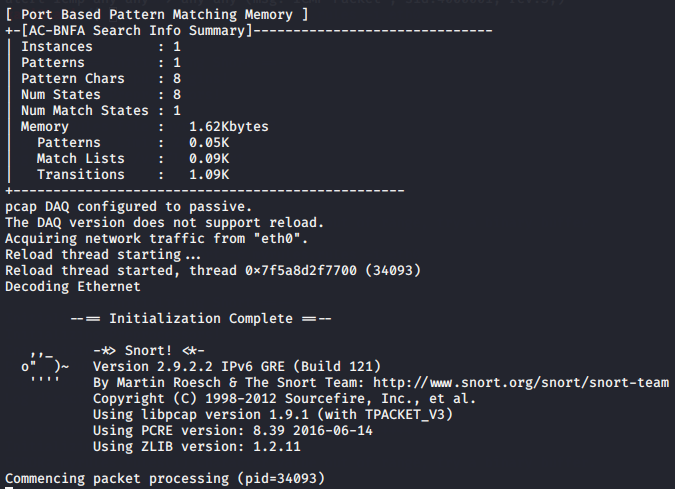 [ Port Based Pattern Matching Memory ]
+-[AC-BNFA Search Info Summary]------------------------------
| Instances        : 1
| Patterns         : 1
| Pattern Chars    : 8
| Num States       : 8
| Num Match States : 1
| Memory           :   1.62Kbytes
|   Patterns       :   0.05K
|   Match Lists    :   0.09K
|   Transitions    :   1.09K
+-------------------------------------------------
pcap DAQ configured to passive.
The DAQ version does not support reload.
Acquiring network traffic from "eth0".
Reload thread starting...
Reload thread started, thread 0x7f5a8d2f7700 (34093)
Decoding Ethernet

        --== Initialization Complete ==--

   ,,_     -*> Snort! <*-
  o"  )~   Version 2.9.2.2 IPv6 GRE (Build 121)
   ''''    By Martin Roesch & The Snort Team: http://www.snort.org/snort/snort-team
           Copyright (C) 1998-2012 Sourcefire, Inc., et al.
           Using libpcap version 1.9.1 (with TPACKET_V3)
           Using PCRE version: 8.39 2016-06-14
           Using ZLIB version: 1.2.11

Commencing packet processing (pid=34093)